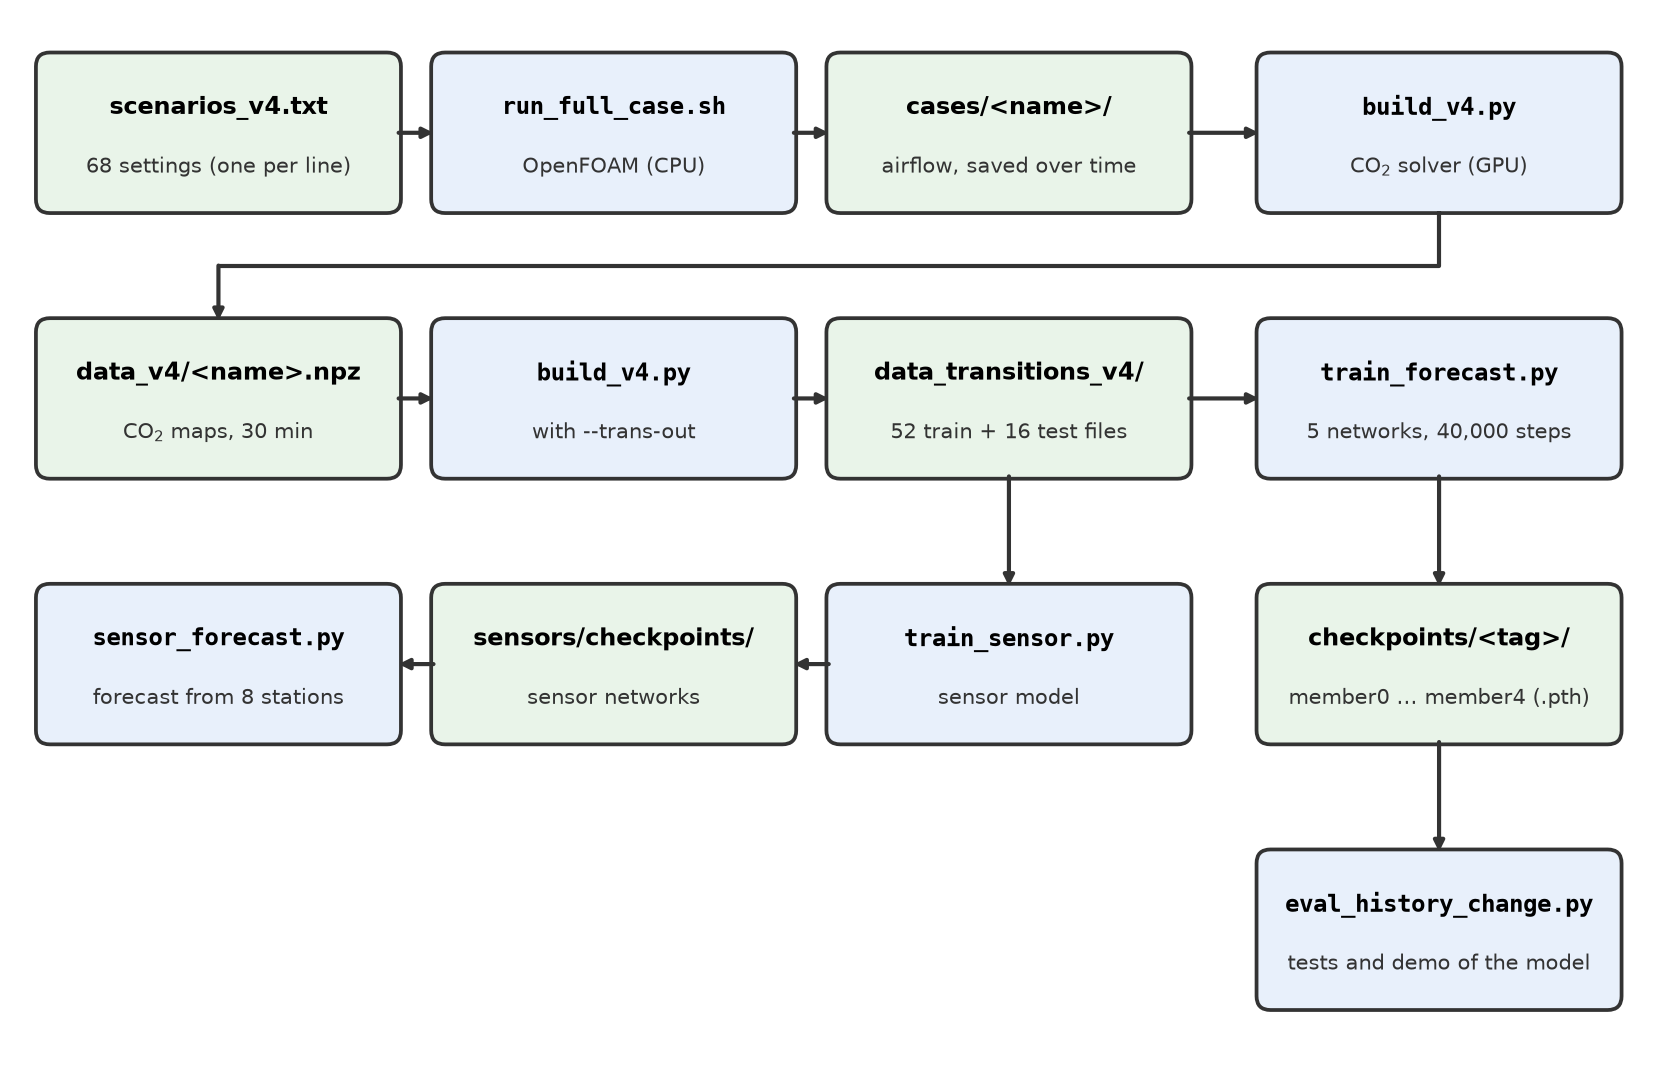 scenarios_v4.txt
68 settings (one per line)
run_full_case.sh
OpenFOAM (CPU)
cases/<name>/
airflow, saved over time
build_v4.py
CO₂ solver (GPU)
data_v4/<name>.npz
CO₂ maps, 30 min
build_v4.py
with --trans-out
data_transitions_v4/
52 train + 16 test files
train_forecast.py
5 networks, 40,000 steps
sensor_forecast.py
forecast from 8 stations
sensors/checkpoints/
sensor networks
train_sensor.py
sensor model
checkpoints/<tag>/
member0 … member4 (.pth)
eval_history_change.py
tests and demo of the model